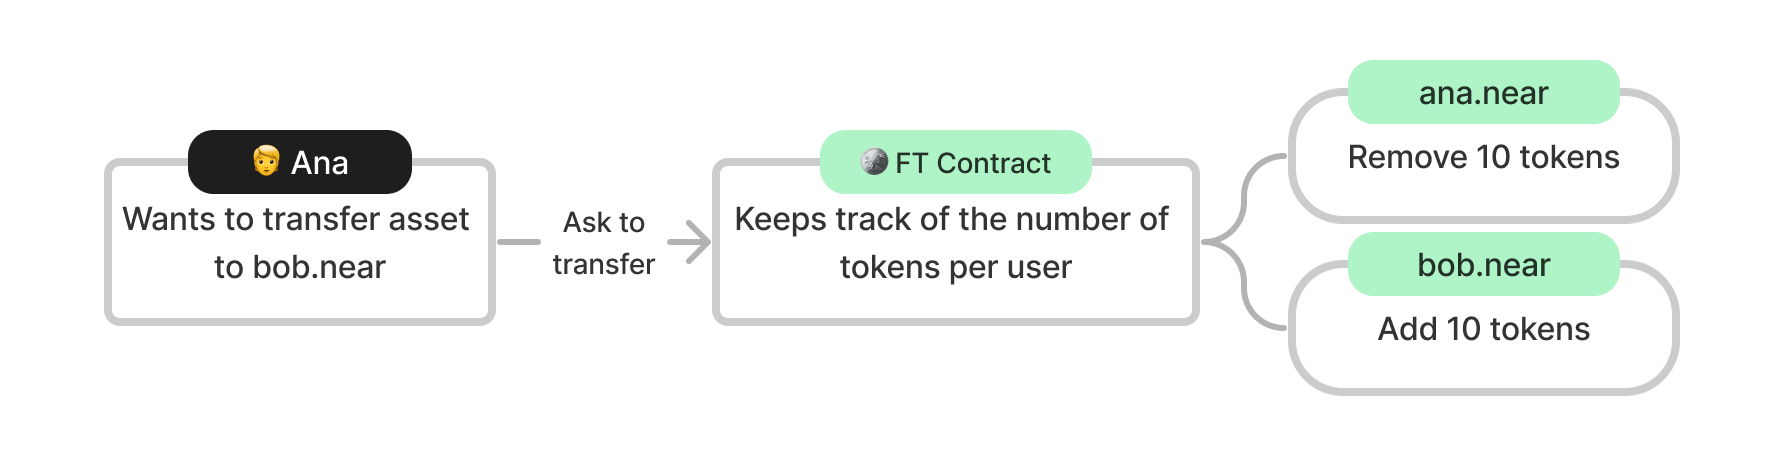 Ana
Wants to transfer asset
to bob.near
Ask to
transfer
FT Contract
Keeps track of the number of
tokens per user
ana.near
Remove 10 tokens
bob.near
Add 10 tokens